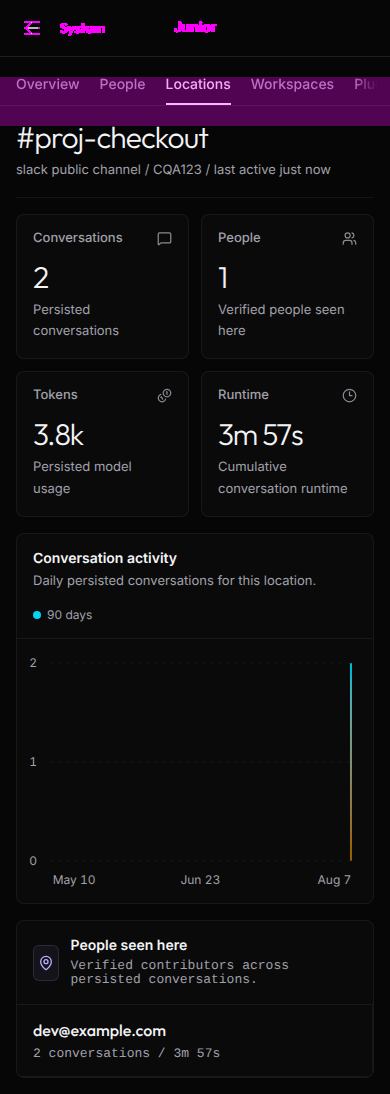 Junior
Overview People Locations Workspaces
#proj-checkout
slack public channel / CQA123 / last active just now
Conversations
2
Persisted
conversations
People
1
Verified people seen
here
Tokens
3.8k
Persisted model
usage
Runtime
3m 57s
Cumulative
conversation runtime
Conversation activity
Daily persisted conversations for this location.
90 days
2
1
0
May 10 Jun 23 Aug 7
People seen here
Verified contributors across
persisted conversations.
dev@example.com
2 conversations / 3m 57s